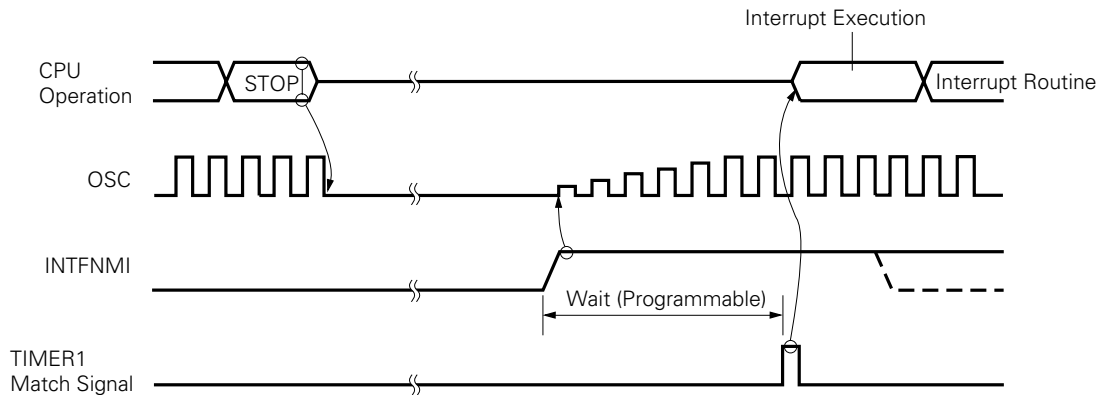 Interrupt Execution
CPU
Operation
STOP
Interrupt Routine
OSC
INTFNMI
Wait (Programmable)
TIMER1
Match Signal